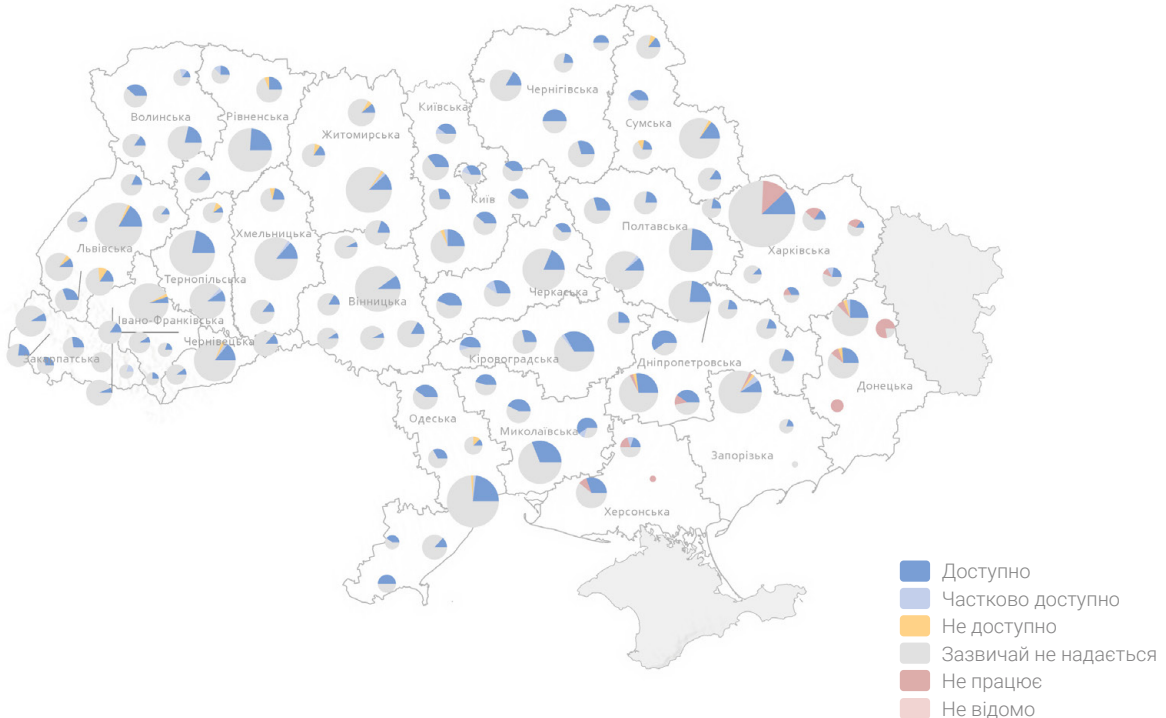 Київська
Чернігівська
Волинська
Рівненська
Житомирська
Сумська
Київ
Полтавська
Хмельницька
Львівська
Харківська
Тернопільська
Черкаська
Вінницька
Івано-Франківська
Чернівецька
Закарпатська
Кіровоградська
Дніпропетровська
Донецька
Одеська
Миколаївська
Запорізька
Херсонська
Доступно
Частково доступно
Не доступно
Зазвичай не надається
Не працює
Не відомо